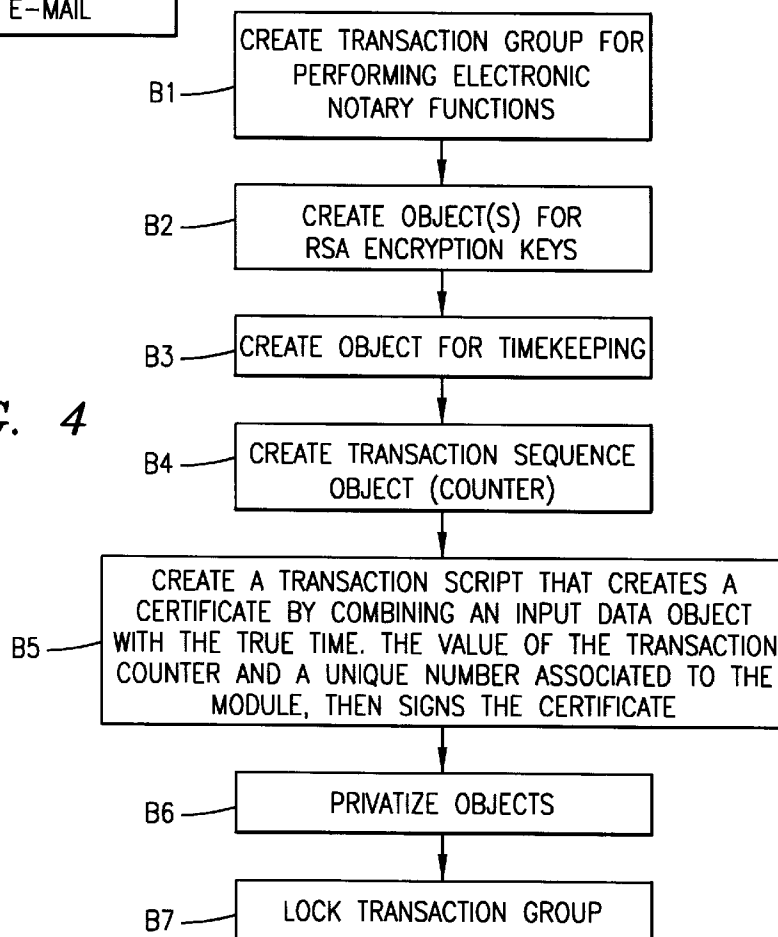 E-MAIL
CREATE TRANSACTION GROUP FOR
PERFORMING ELECTRONIC
NOTARY FUNCTIONS
B1
CREATE OBJECT(S) FOR
RSA ENCRYPTION KEYS
B2
CREATE OBJECT FOR TIMEKEEPING
B3
G. 4
CREATE TRANSACTION SEQUENCE
OBJECT (COUNTER)
B4
CREATE A TRANSACTION SCRIPT THAT CREATES A
CERTIFICATE BY COMBINING AN INPUT DATA OBJECT
WITH THE TRUE TIME. THE VALUE OF THE TRANSACTION
COUNTER AND A UNIQUE NUMBER ASSOCIATED TO THE
MODULE, THEN SIGNS THE CERTIFICATE
B5
PRIVATIZE OBJECTS
B6
LOCK TRANSACTION GROUP
B7